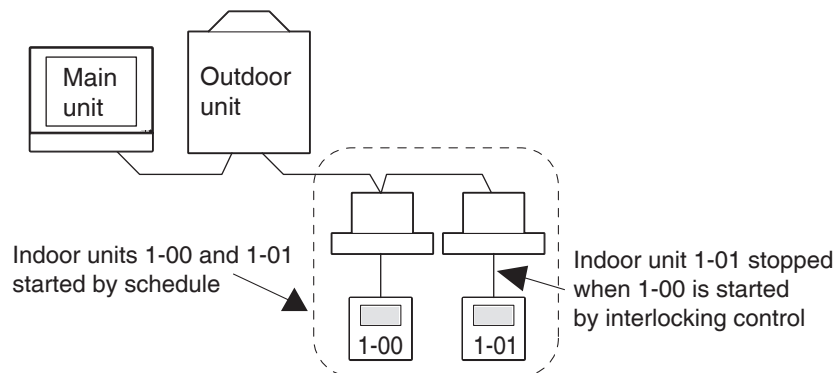 Main
unit
Outdoor
unit
Indoor units 1-00 and 1-01
started by schedule
Indoor unit 1-01 stopped
when 1-00 is started
by interlocking control
1-00
1-01